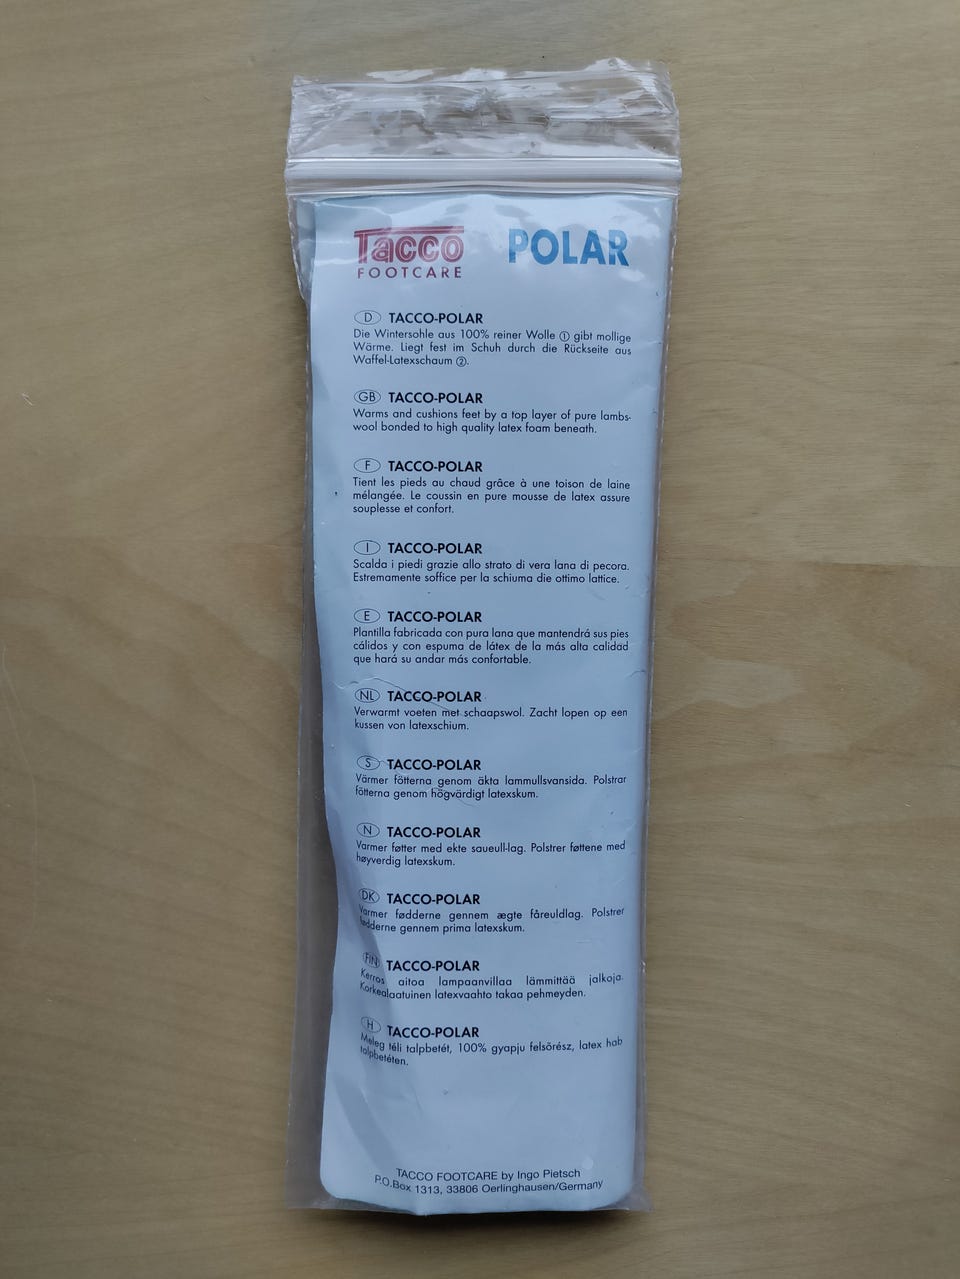 Tacco
FOOTCARE
POLAR
D TACCO-POLAR
Die Wintersohle aus 100% reiner Wolle ① gibt mollige
Wärme. Liegt fest im Schuh durch die Rückseite aus
Waffel-Latexschaum ②.
GB TACCO-POLAR
Warms and cushions feet by a top layer of pure lambs-
wool bonded to high quality latex foam beneath.
F TACCO-POLAR
Tient les pieds au chaud grâce à une toison de laine
mélangée. Le coussin en pure mousse de latex assure
souplesse et confort.
I TACCO-POLAR
Scalda i piedi grazie allo strato di vera lana di pecora.
Estremamente soffice per la schiuma die ottimo lattice.
E TACCO-POLAR
Plantilla fabricada con pura lana que mantendrá sus pies
cálidos y con espuma de látex de la más alta calidad
que hará su andar más confortable.
NL TACCO-POLAR
Verwarmt voeten met schaapswol. Zacht lopen op een
kussen von latexschium.
S TACCO-POLAR
Värmer fötterna genom äkta lammullsvansida. Polstrar
fötterna genom högvärdigt latexskum.
N TACCO-POLAR
Varmer føtter med ekte saueull-lag. Polstrer føttene med
høyverdig latexskum.
DK TACCO-POLAR
Varmer fødderne gennem ægte fåreuldlag. Polstrer
fødderne gennem prima latexskum.
FIN TACCO-POLAR
Kerros aitoa lampaanvillaa lämmittää jalkoja.
Korkealaatuinen latexvaahto takaa pehmeyden.
H TACCO-POLAR
Meleg téli talpbetét, 100% gyapju felsőrész, latex hab
talpbetéten.
TACCO FOOTCARE by Ingo Pietsch
P.O.Box 1313, 33806 Oerlinghausen/Germany